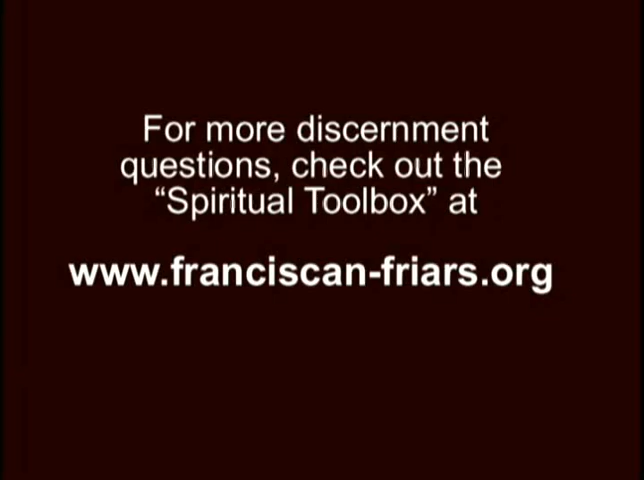 For more discernment
questions, check out the
“Spiritual Toolbox” at
www.franciscan-friars.org